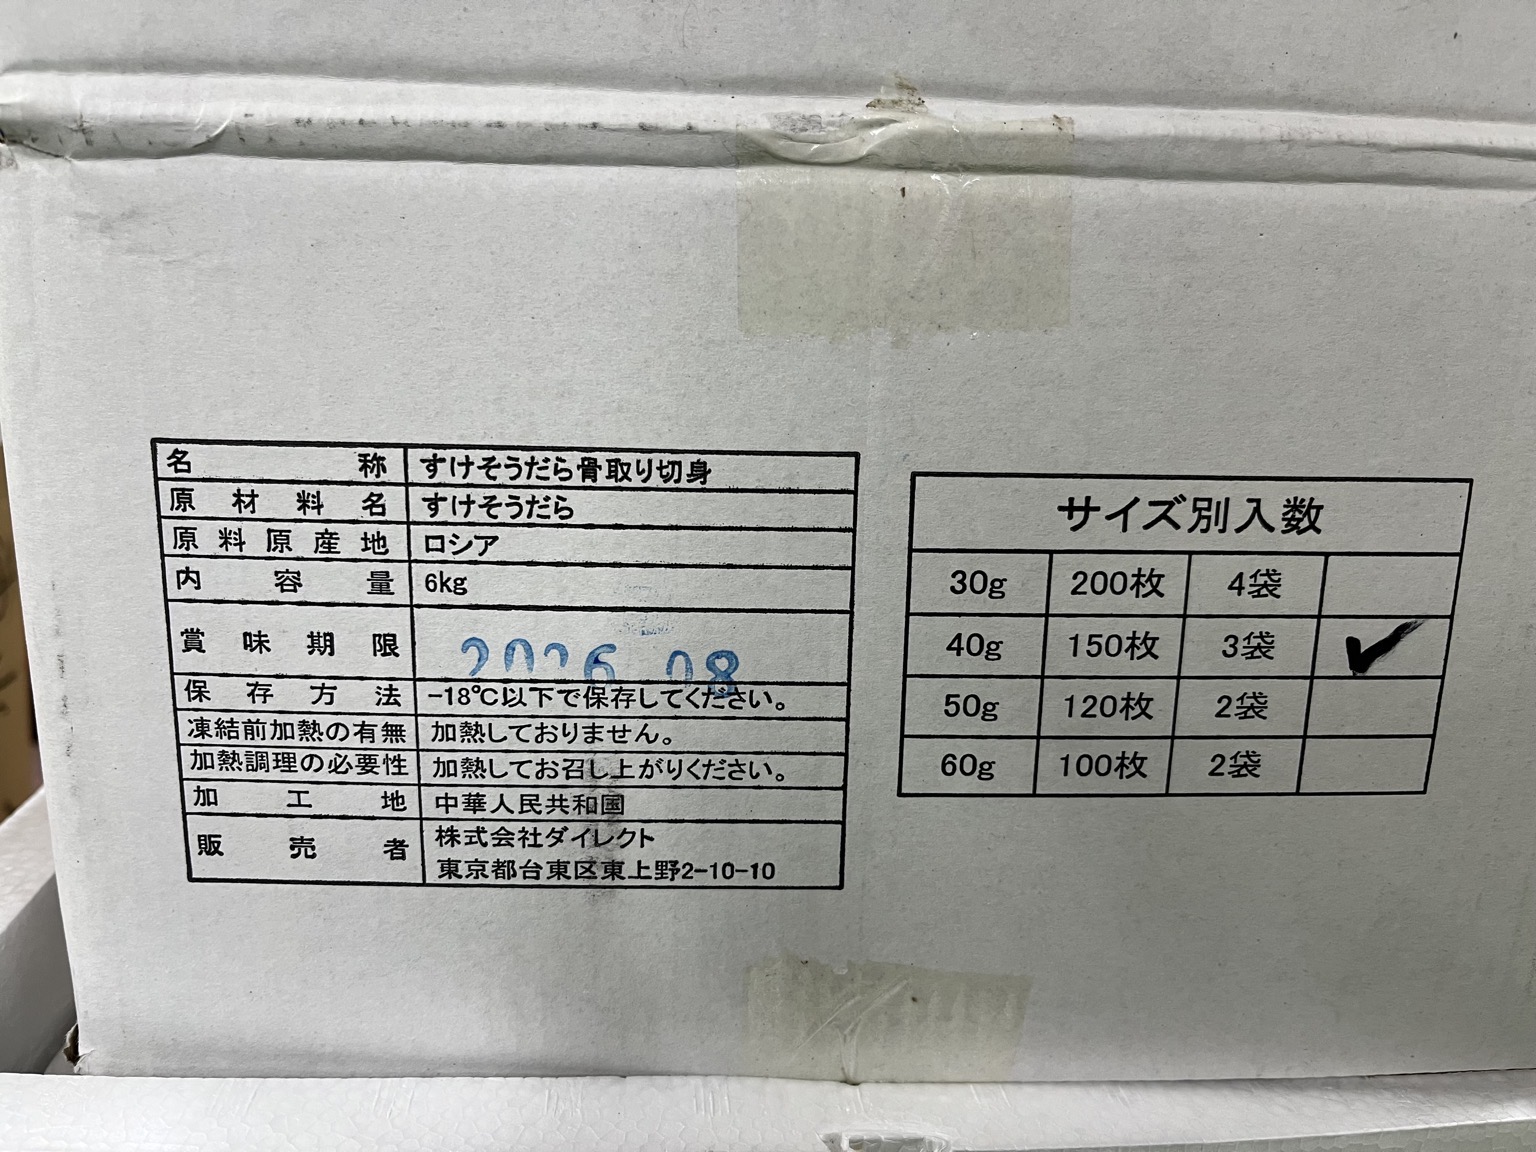 名称 すけそうだら骨取り切身
原材料名 すけそうだら
原料原産地 ロシア
内容量 6kg
賞味期限 2026 08
保存方法 -18℃以下で保存してください。
凍結前加熱の有無 加熱しておりません。
加熱調理の必要性 加熱してお召し上がりください。
加工地 中華人民共和国
販売者 株式会社ダイレクト
東京都台東区東上野2-10-10
サイズ別入数
30g 200枚 4袋
40g 150枚 3袋 ✓
50g 120枚 2袋
60g 100枚 2袋